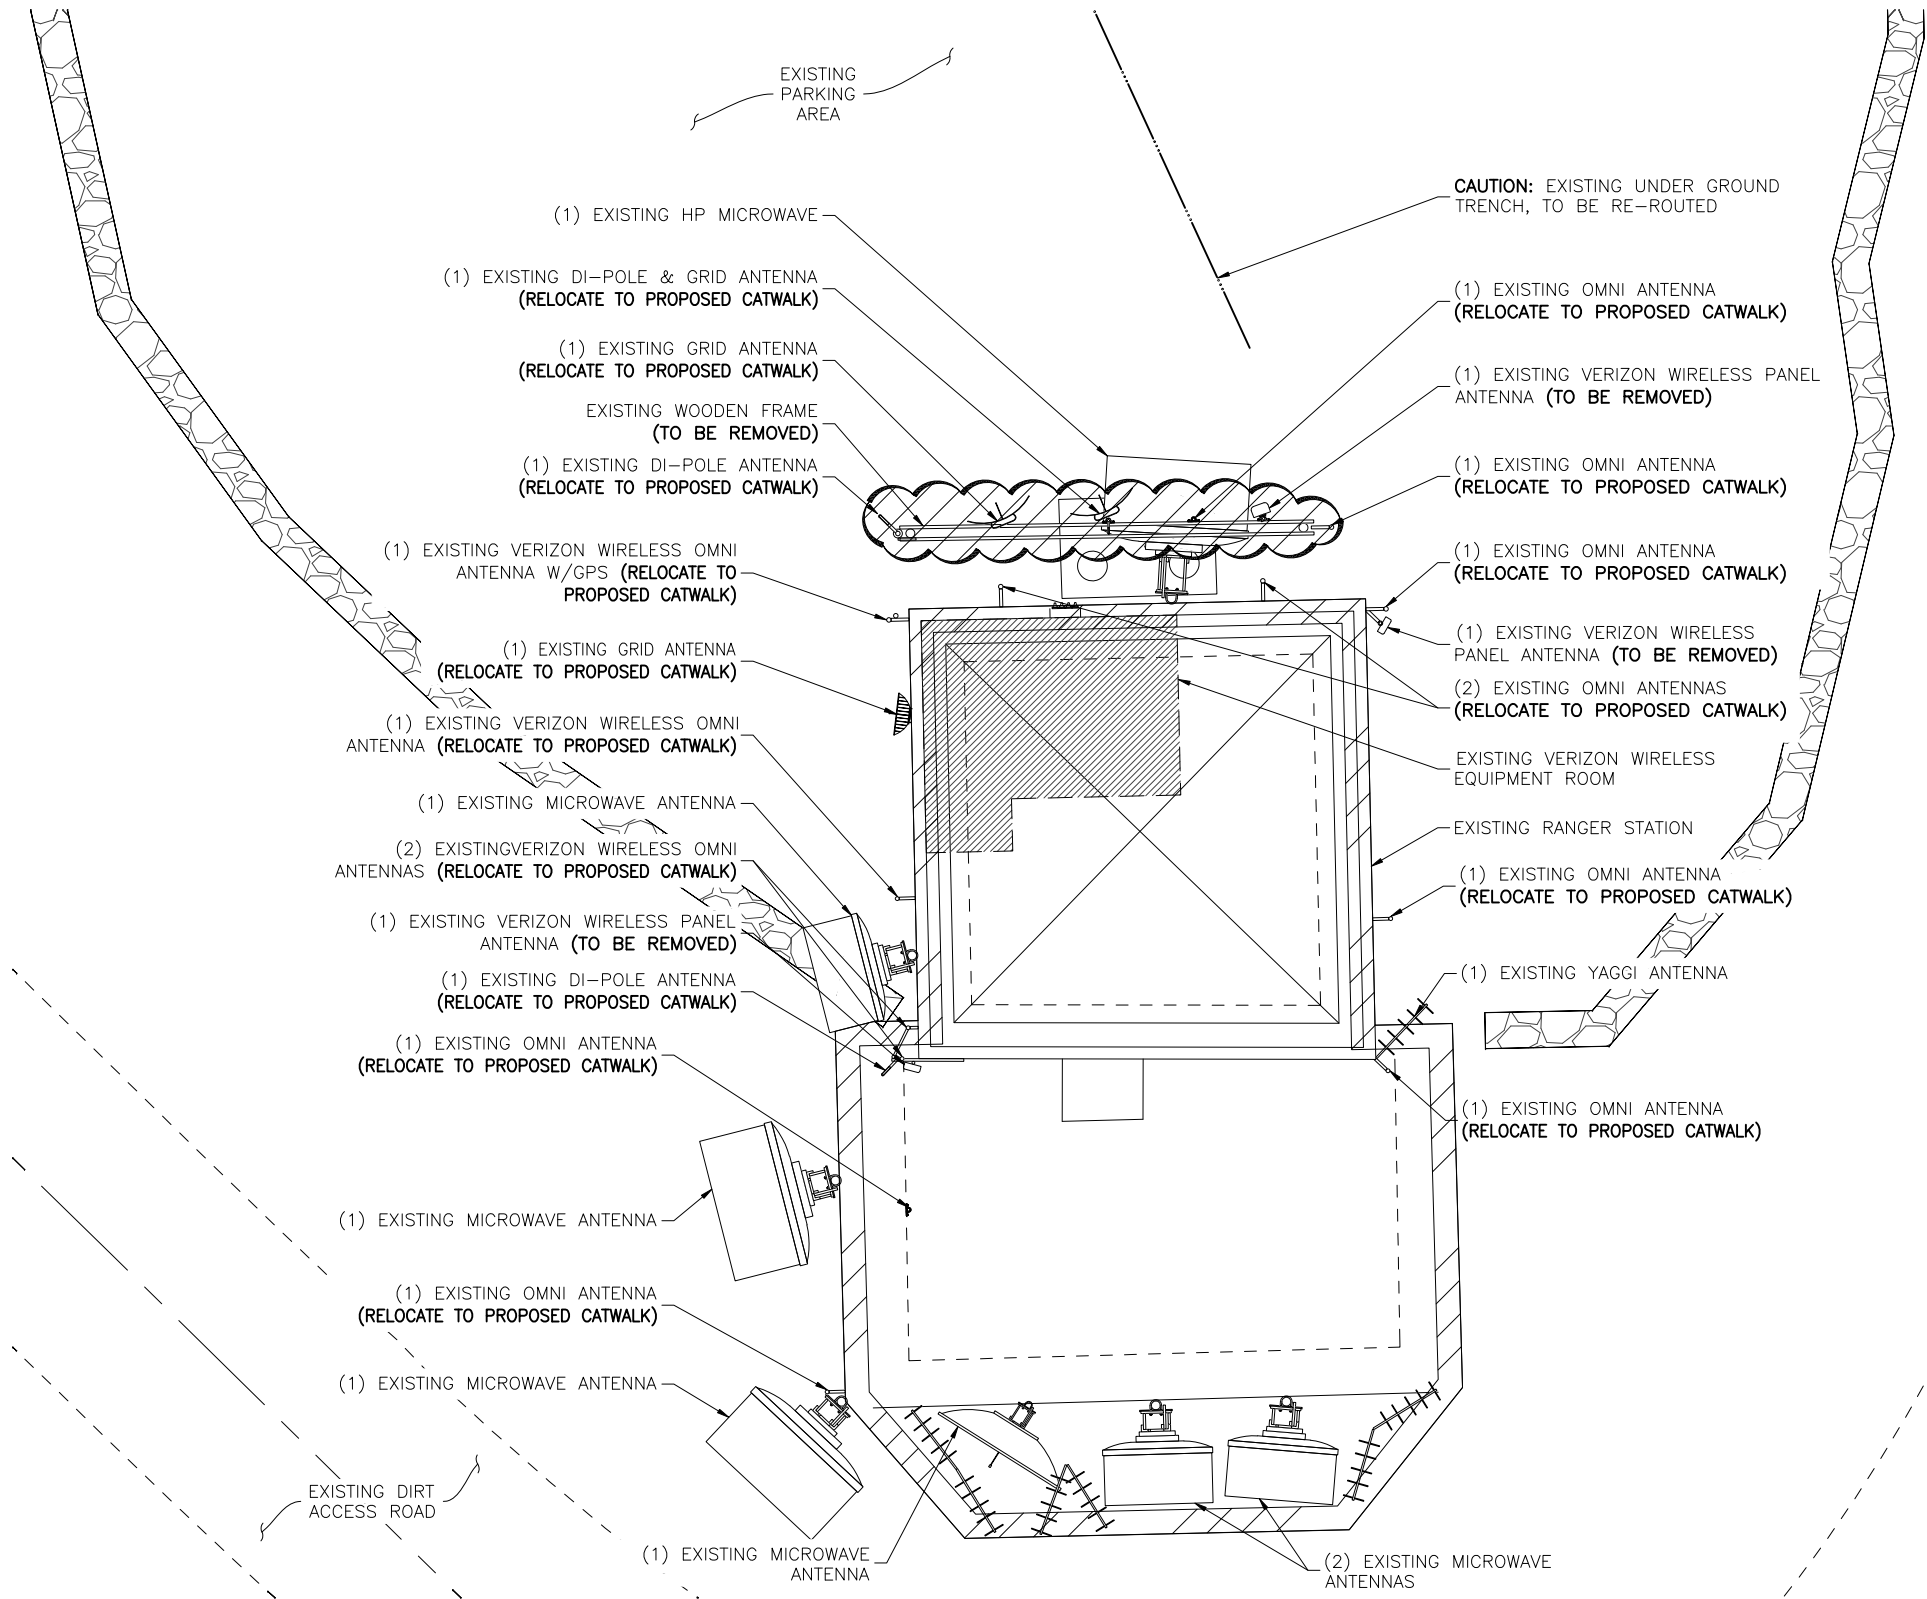 EXISTING
PARKING
AREA
(1) EXISTING HP MICROWAVE
(1) EXISTING DI-POLE & GRID ANTENNA
(RELOCATE TO PROPOSED CATWALK)
(1) EXISTING GRID ANTENNA
(RELOCATE TO PROPOSED CATWALK)
EXISTING WOODEN FRAME
(TO BE REMOVED)
(1) EXISTING DI-POLE ANTENNA
(RELOCATE TO PROPOSED CATWALK)
(1) EXISTING VERIZON WIRELESS OMNI
ANTENNA W/GPS (RELOCATE TO
PROPOSED CATWALK)
(1) EXISTING GRID ANTENNA
(RELOCATE TO PROPOSED CATWALK)
(1) EXISTING VERIZON WIRELESS OMNI
ANTENNA (RELOCATE TO PROPOSED CATWALK)
(1) EXISTING MICROWAVE ANTENNA
(2) EXISTINGVERIZON WIRELESS OMNI
ANTENNAS (RELOCATE TO PROPOSED CATWALK)
(1) EXISTING VERIZON WIRELESS PANEL
ANTENNA (TO BE REMOVED)
(1) EXISTING DI-POLE ANTENNA
(RELOCATE TO PROPOSED CATWALK)
(1) EXISTING OMNI ANTENNA
(RELOCATE TO PROPOSED CATWALK)
(1) EXISTING MICROWAVE ANTENNA
(1) EXISTING OMNI ANTENNA
(RELOCATE TO PROPOSED CATWALK)
(1) EXISTING MICROWAVE ANTENNA
EXISTING DIRT
ACCESS ROAD
(1) EXISTING MICROWAVE
ANTENNA
(2) EXISTING MICROWAVE
ANTENNAS
CAUTION: EXISTING UNDER GROUND
TRENCH, TO BE RE-ROUTED
(1) EXISTING OMNI ANTENNA
(RELOCATE TO PROPOSED CATWALK)
(1) EXISTING VERIZON WIRELESS PANEL
ANTENNA (TO BE REMOVED)
(1) EXISTING OMNI ANTENNA
(RELOCATE TO PROPOSED CATWALK)
(1) EXISTING OMNI ANTENNA
(RELOCATE TO PROPOSED CATWALK)
(1) EXISTING VERIZON WIRELESS
PANEL ANTENNA (TO BE REMOVED)
(2) EXISTING OMNI ANTENNAS
(RELOCATE TO PROPOSED CATWALK)
EXISTING VERIZON WIRELESS
EQUIPMENT ROOM
EXISTING RANGER STATION
(1) EXISTING OMNI ANTENNA
(RELOCATE TO PROPOSED CATWALK)
(1) EXISTING YAGGI ANTENNA
(1) EXISTING OMNI ANTENNA
(RELOCATE TO PROPOSED CATWALK)